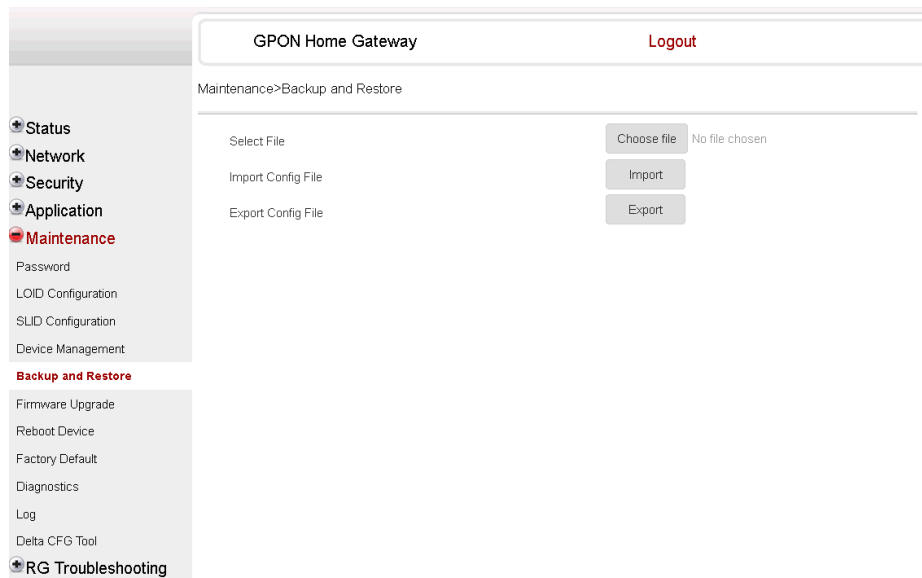 GPON Home Gateway
Logout
Maintenance>Backup and Restore
Status
Network
Security
Application
Maintenance
Password
LOID Configuration
SLID Configuration
Device Management
Backup and Restore
Firmware Upgrade
Reboot Device
Factory Default
Diagnostics
Log
Delta CFG Tool
RG Troubleshooting
Select File
Choose file No file chosen
Import Config File
Import
Export Config File
Export